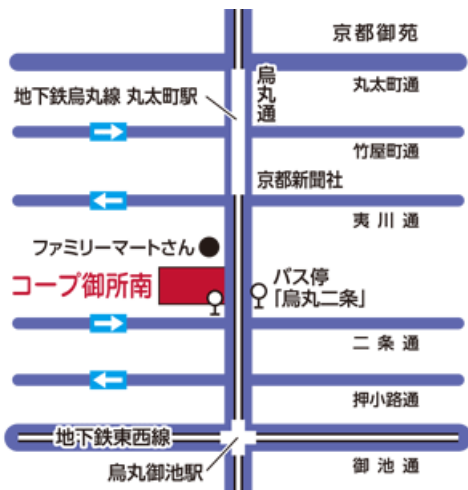 京都御苑
烏丸通
丸太町通
地下鉄烏丸線 丸太町駅
竹屋町通
京都新聞社
夷川通
ファミリーマートさん
コープ御所南
バス停
「烏丸二条」
二条通
押小路通
地下鉄東西線
烏丸御池駅
御池通